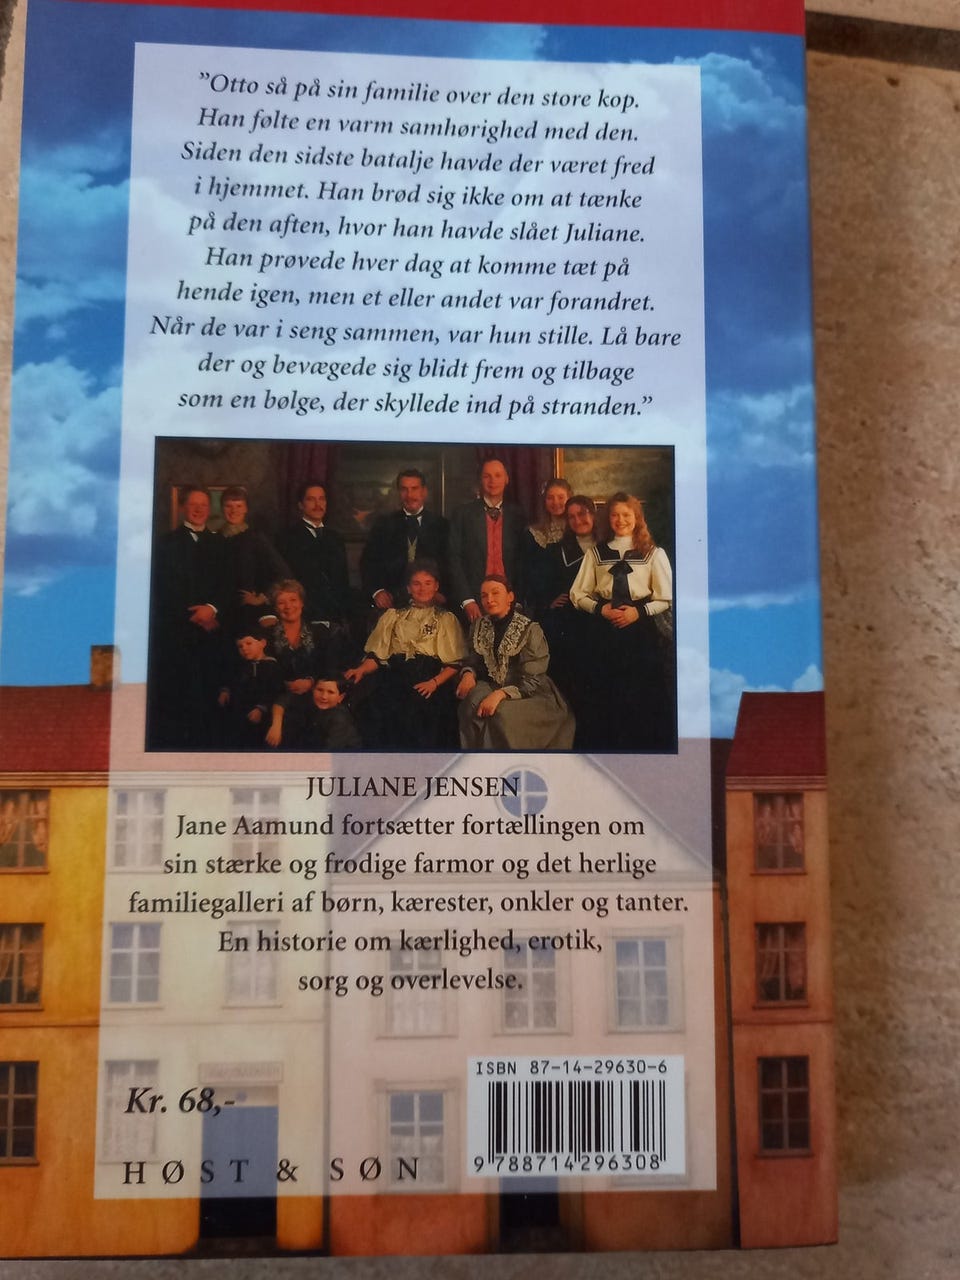 ”Otto så på sin familie over den store kop.
Han følte en varm samhørighed med den.
Siden den sidste batalje havde der været fred
i hjemmet. Han brød sig ikke om at tænke
på den aften, hvor han havde slået Juliane.
Han prøvede hver dag at komme tæt på
hende igen, men et eller andet var forandret.
Når de var i seng sammen, var hun stille. Lå bare
der og bevægede sig blidt frem og tilbage
som en bølge, der skyllede ind på stranden.”
JULIANE JENSEN
Jane Aamund fortsætter fortællingen om
sin stærke og frodige farmor og det herlige
familiegalleri af børn, kærester, onkler og tanter.
En historie om kærlighed, erotik,
sorg og overlevelse.
ISBN 87-14-29630-6
Kr. 68,-
9 788714 296308
HØST & SØN